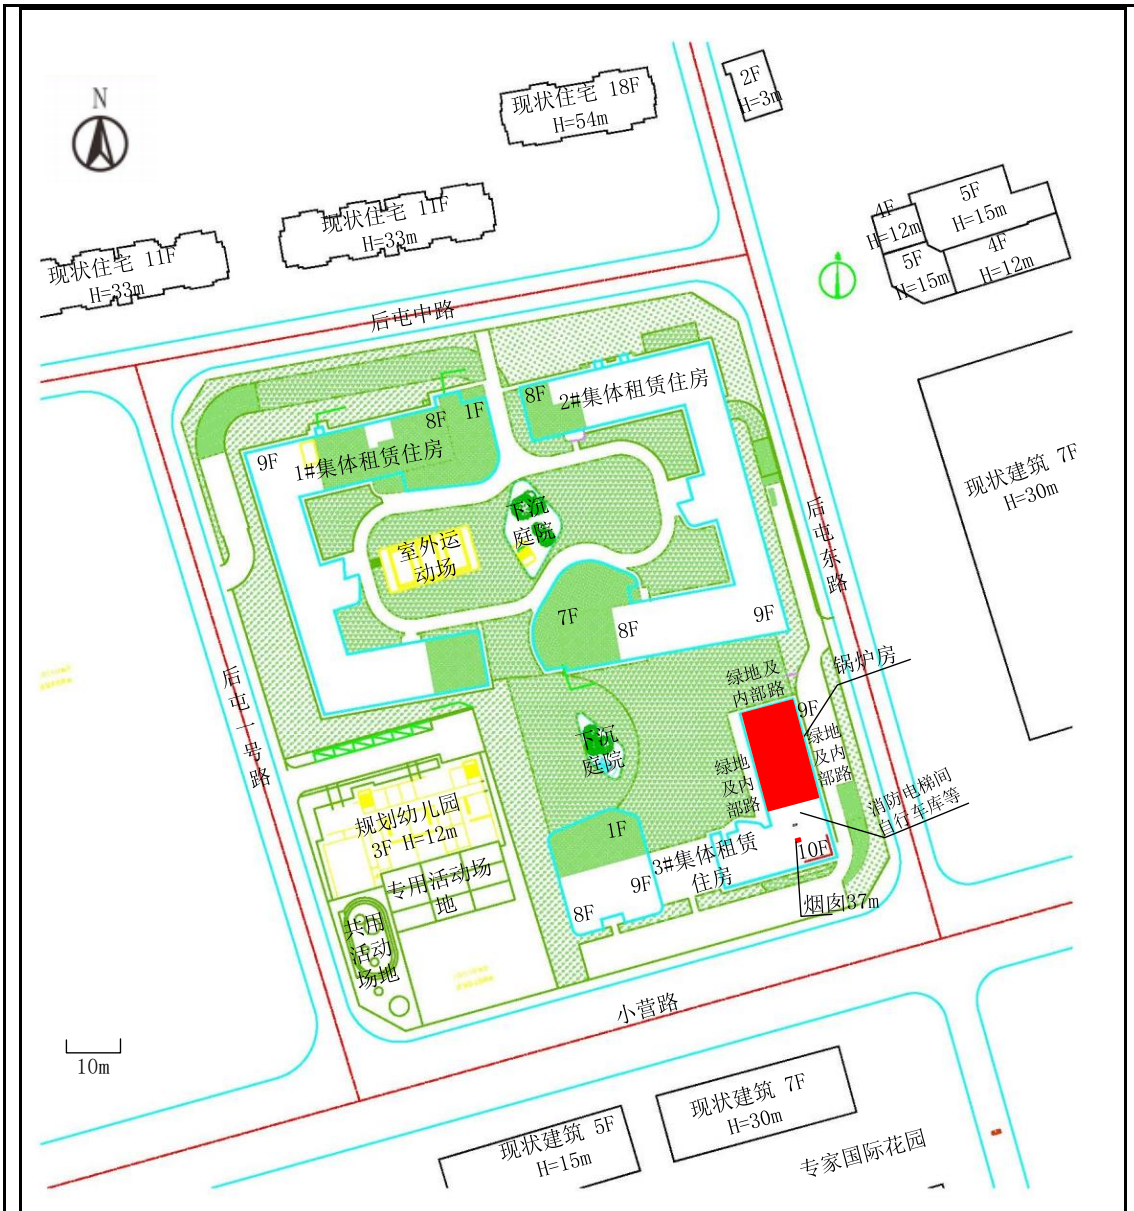 N
现状住宅 18F
H=54m
2F
H=3m
现状住宅 11F
H=33m
现状住宅 11F
H=33m
4F
H=12m
5F
H=15m
5F
H=15m
4F
H=12m
后屯中路
8F
2#集体租赁住房
8F
1F
9F
1#集体租赁住房
现状建筑 7F
H=30m
后屯东路
下沉
庭院
室外运
动场
7F
8F
9F
后屯一号路
绿地及
内部路
锅炉房
9F
绿地
及内
部路
绿地
及内
部路
下沉
庭院
消防电梯间
自行车库等
规划幼儿园
3F H=12m
1F
9F
8F
3#集体租赁
住房
10F
烟囱37m
专用活动场
地
共用
活动
场地
小营路
10m
现状建筑 7F
H=30m
现状建筑 5F
H=15m
专家国际花园